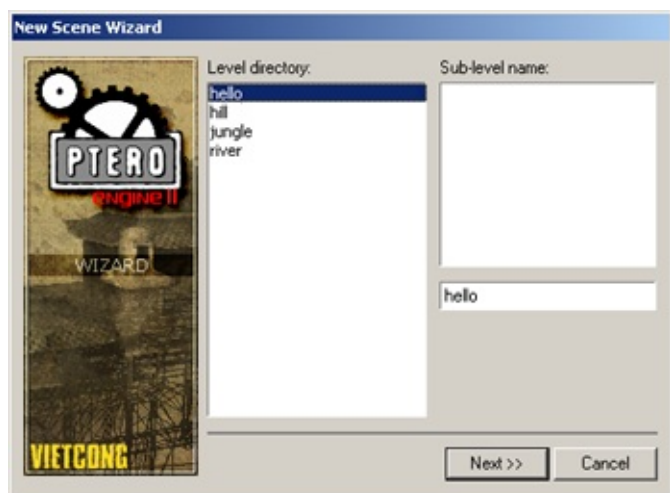 New Scene Wizard
PTERO
engine II
WIZARD
VIETCONG
Level directory:
hello
hill
jungle
river
Sub-level name:
hello
Next >>
Cancel